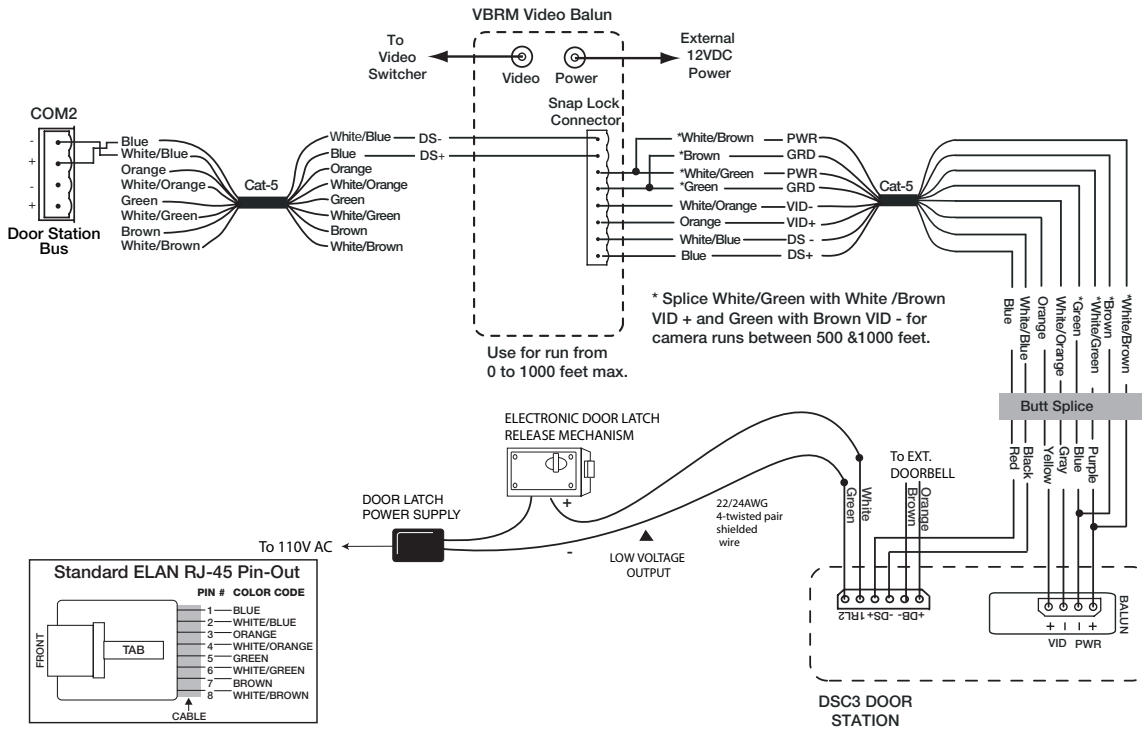 VBRM Video Balun
To
Video
Switcher
External
12VDC
Power
Video
Power
Snap Lock
Connector
COM2
-
+
-
+
Door Station
Bus
Blue
White/Blue
Orange
White/Orange
Green
White/Green
Brown
White/Brown
Cat-5
White/Blue DS-
Blue DS+
Orange
White/Orange
Green
White/Green
Brown
White/Brown
*White/Brown PWR
*Brown GRD
*White/Green PWR
*Green GRD
White/Orange VID-
Orange VID+
White/Blue DS -
Blue DS+
Cat-5
* Splice White/Green with White /Brown
VID + and Green with Brown VID - for
camera runs between 500 &1000 feet.
Use for run from
0 to 1000 feet max.
Blue
White/Blue
Orange
White/Orange
*Green
*White/Green
*Brown
*White/Brown
Butt Splice
Red
Black
Yellow
Gray
Blue
Purple
ELECTRONIC DOOR LATCH
RELEASE MECHANISM
+
DOOR LATCH
POWER SUPPLY
To 110V AC
-
LOW VOLTAGE
OUTPUT
22/24AWG
4-twisted pair
shielded
wire
To EXT.
DOORBELL
Green
White
Brown
Orange
1RL2 1+DS- -DB+
BALUN
+ - - +
VID PWR
DSC3 DOOR
STATION
Standard ELAN RJ-45 Pin-Out
PIN # COLOR CODE
1 BLUE
2 WHITE/BLUE
3 ORANGE
4 WHITE/ORANGE
5 GREEN
6 WHITE/GREEN
7 BROWN
8 WHITE/BROWN
FRONT
TAB
CABLE